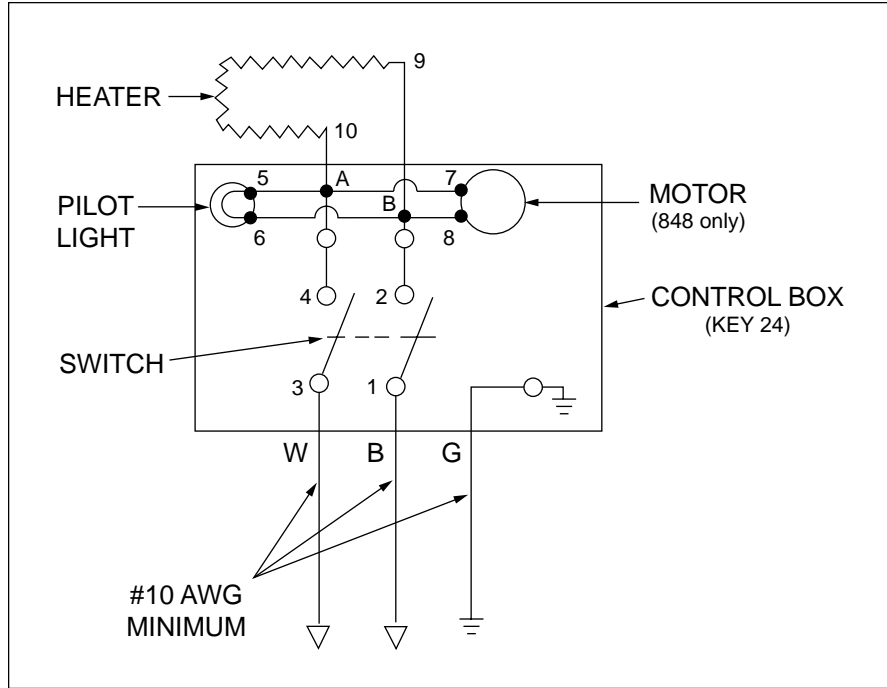 9
HEATER
10
5
A
7
PILOT
LIGHT
B
6
8
MOTOR
(848 only)
4
2
CONTROL BOX
(KEY 24)
SWITCH
3
1
W
B
G
#10 AWG
MINIMUM